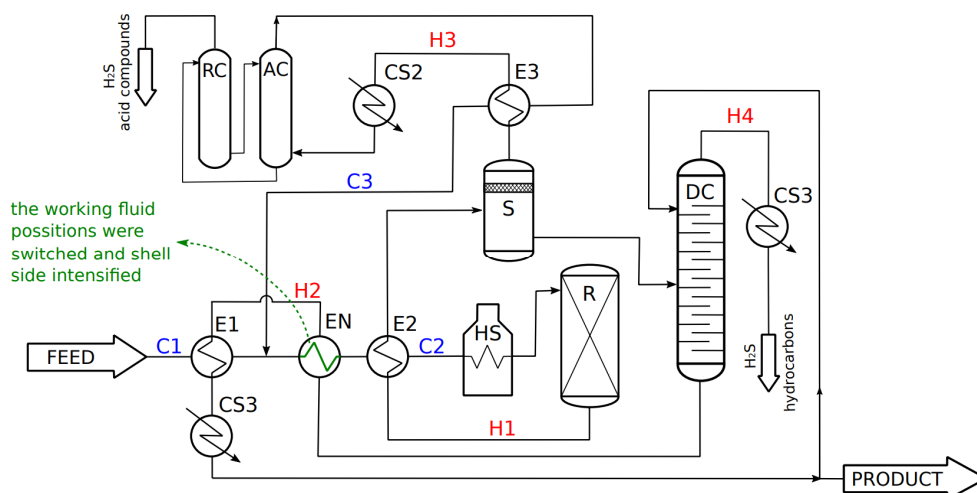 H3
RC
AC
CS2
E3
H₂S
acid compounds
H4
C3
S
DC
CS3
the working fluid
possitions were
switched and shell
side intensified
H2
R
E1
EN
E2
HS
FEED
C1
C2
H₂S
hydrocarbons
CS3
H1
PRODUCT